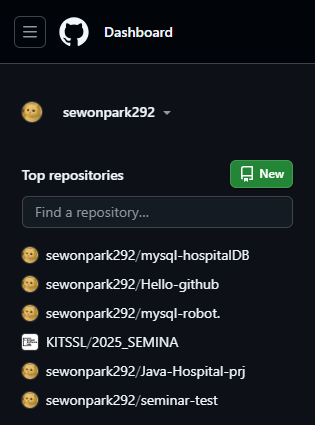 Dashboard
sewonpark292
Top repositories
New
Find a repository...
sewonpark292/mysql-hospitalDB
sewonpark292/Hello-github
sewonpark292/mysql-robot.
KITSSL/2025_SEMINA
sewonpark292/Java-Hospital-prj
sewonpark292/seminar-test